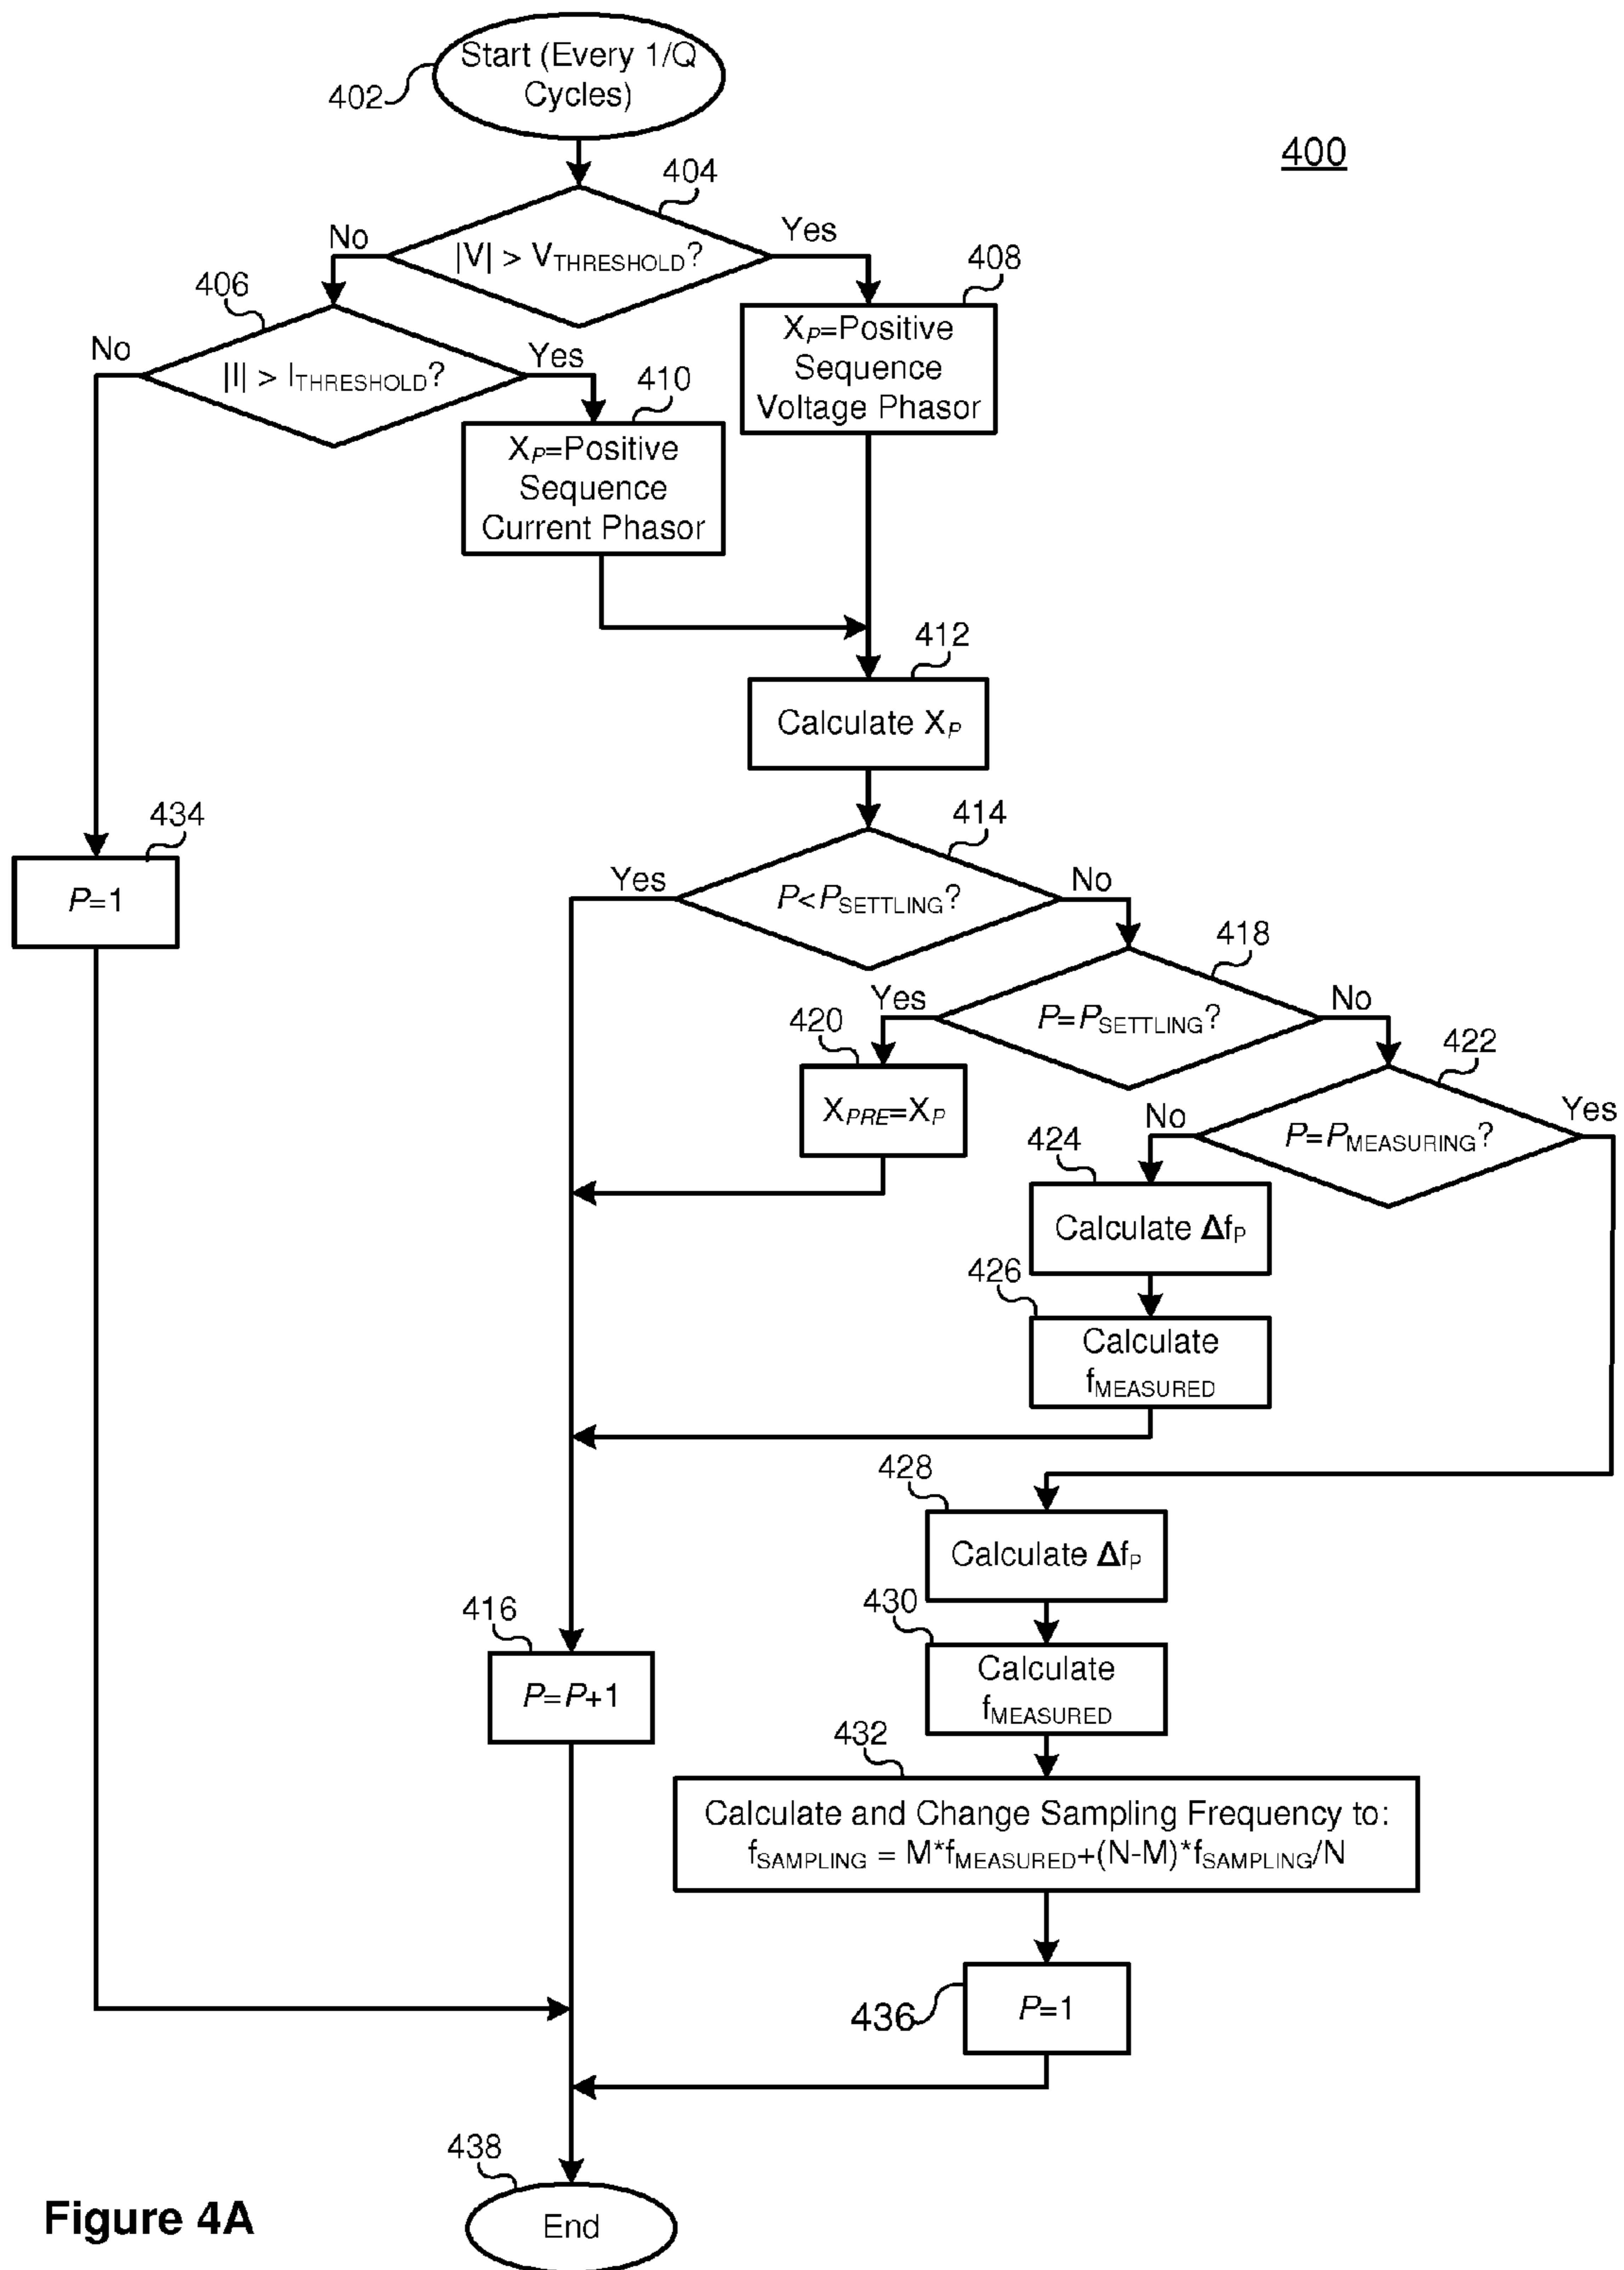 Start (Every 1/Q
Cycles)
402
400
404
No
Yes
|V| > VTHRESHOLD?
408
406
XP=Positive
Sequence
Voltage Phasor
No
Yes
|I| > ITHRESHOLD?
410
XP=Positive
Sequence
Current Phasor
412
Calculate XP
414
434
Yes
No
P<PSETTLING?
P=1
418
Yes
No
P=PSETTLING?
420
422
XPRE=XP
No
Yes
P=PMEASURING?
424
Calculate ΔfP
426
Calculate
fMEASURED
428
Calculate ΔfP
430
416
Calculate
fMEASURED
P=P+1
432
Calculate and Change Sampling Frequency to:
fSAMPLING = M*fMEASURED+(N-M)*fSAMPLING/N
436
P=1
438
End
Figure 4A